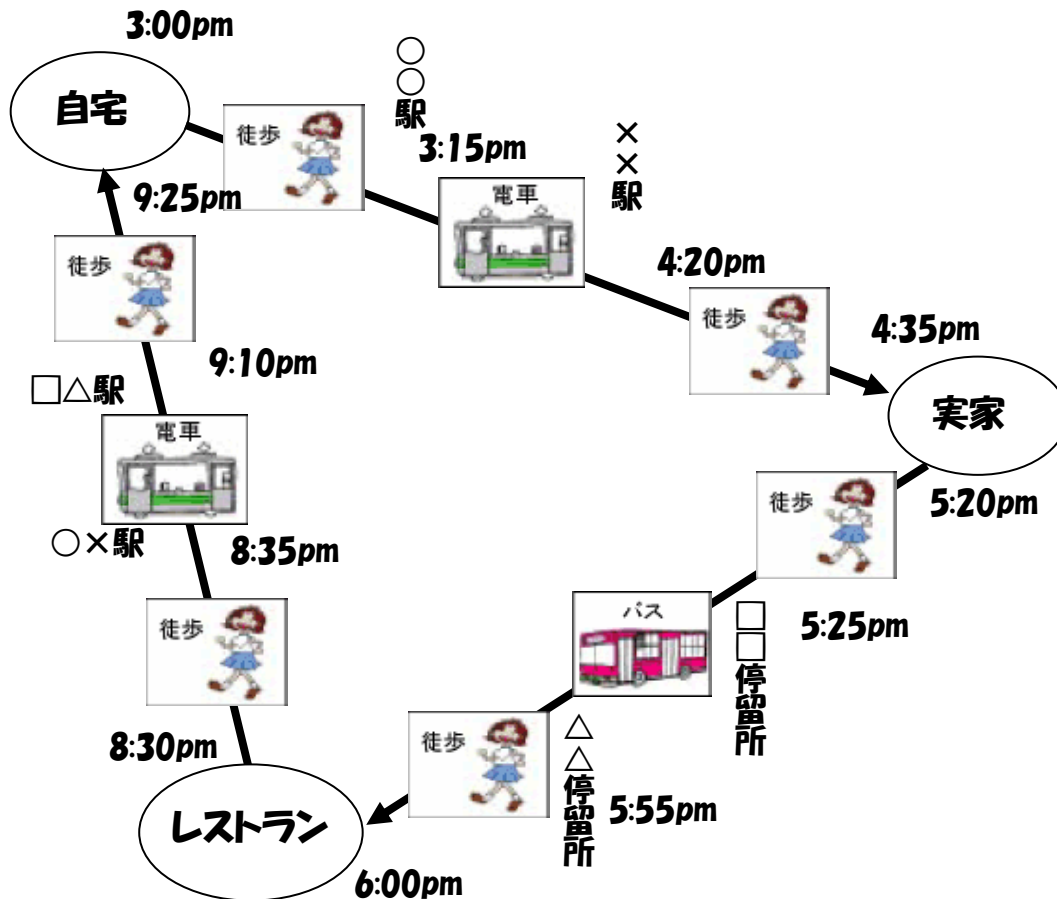 3:00pm
自宅
徒歩
○○駅
3:15pm
電車
××駅
4:20pm
徒歩
4:35pm
実家
5:20pm
徒歩
5:25pm
□□停留所
バス
△△停留所
5:55pm
徒歩
6:00pm
レストラン
8:30pm
徒歩
8:35pm
○×駅
電車
□△駅
9:10pm
徒歩
9:25pm